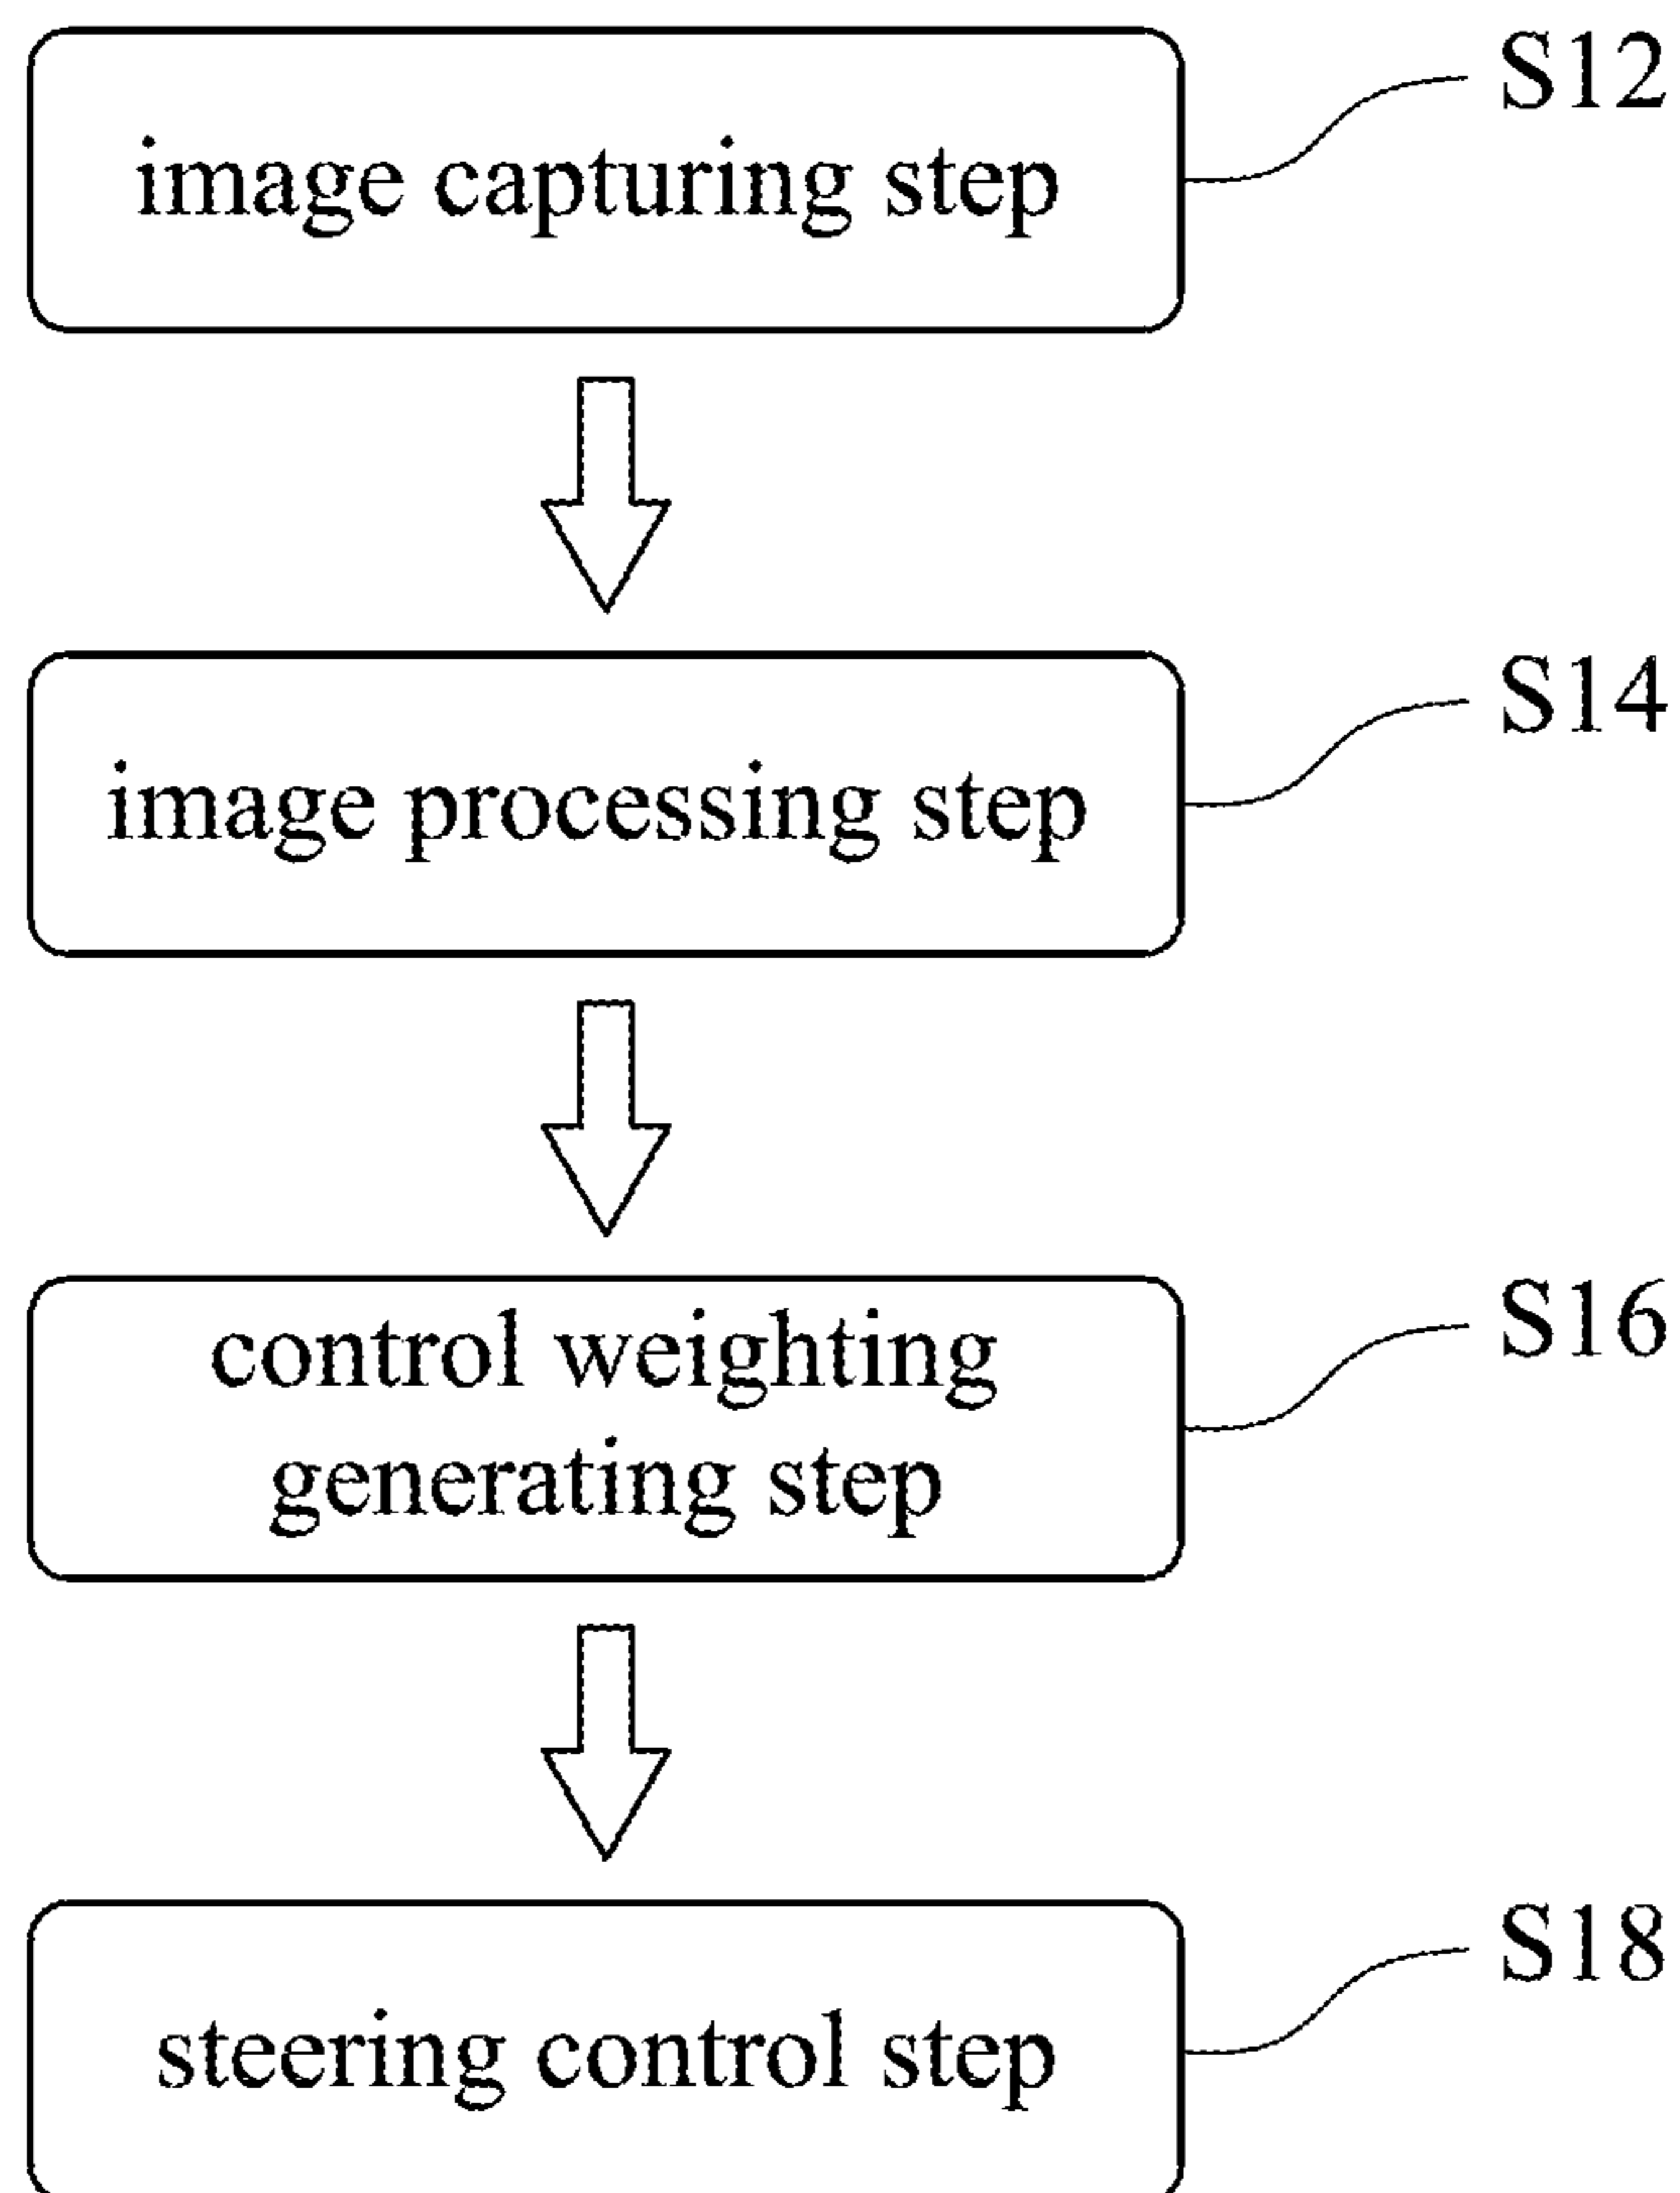 S12
image capturing step
S14
image processing step
S16
control weighting
generating step
S18
steering control step